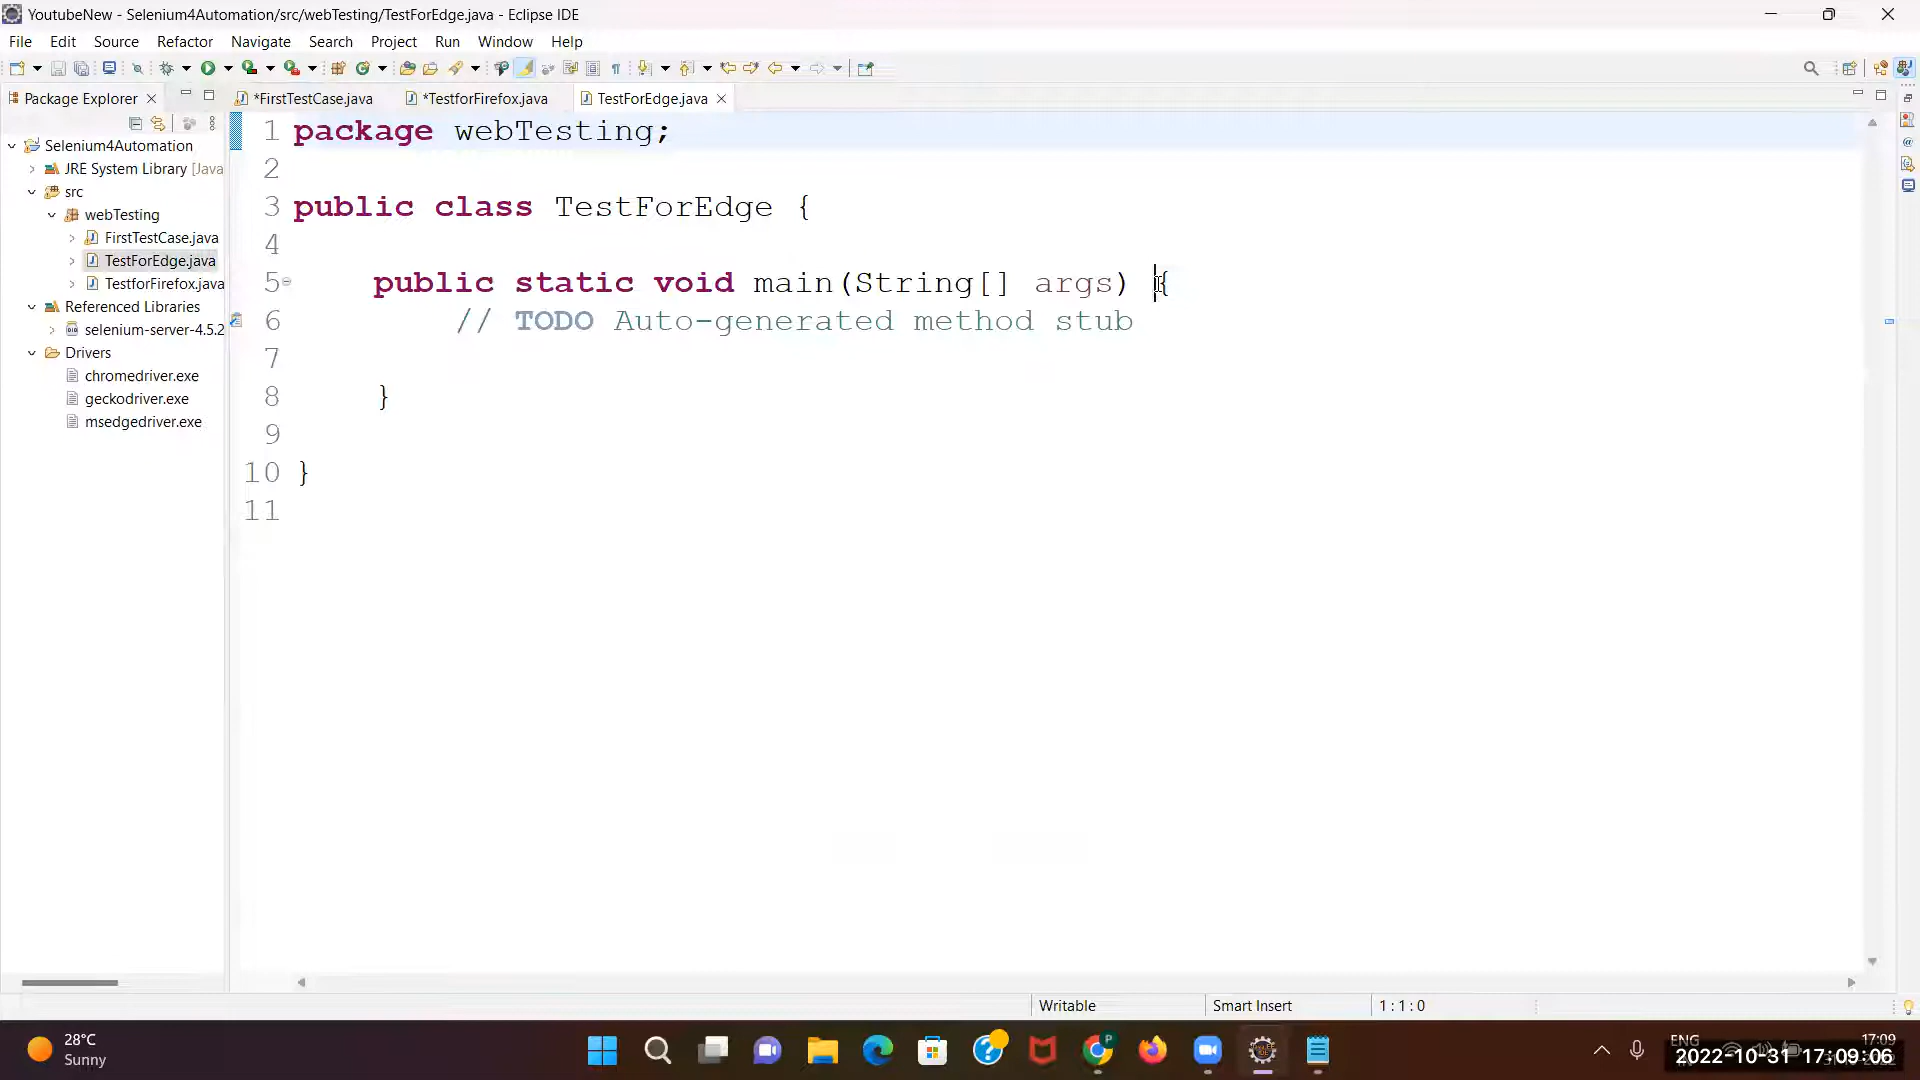 YoutubeNew - Selenium4Automation/src/webTesting/TestForEdge.java - Eclipse IDE
File Edit Source Refactor Navigate Search Project Run Window Help
Package Explorer
*FirstTestCase.java *TestforFirefox.java TestForEdge.java
Selenium4Automation
JRE System Library [Java
src
webTesting
FirstTestCase.java
TestForEdge.java
TestforFirefox.java
Referenced Libraries
selenium-server-4.5.2
Drivers
chromedriver.exe
geckodriver.exe
msedgedriver.exe
1 package webTesting;
2
3 public class TestForEdge {
4
5 public static void main(String[] args) {
6 // TODO Auto-generated method stub
7
8 }
9
10 }
11
Writable Smart Insert 1 : 1 : 0
28°C
Sunny
ENG
17:09
2022-10-31 17:09:06